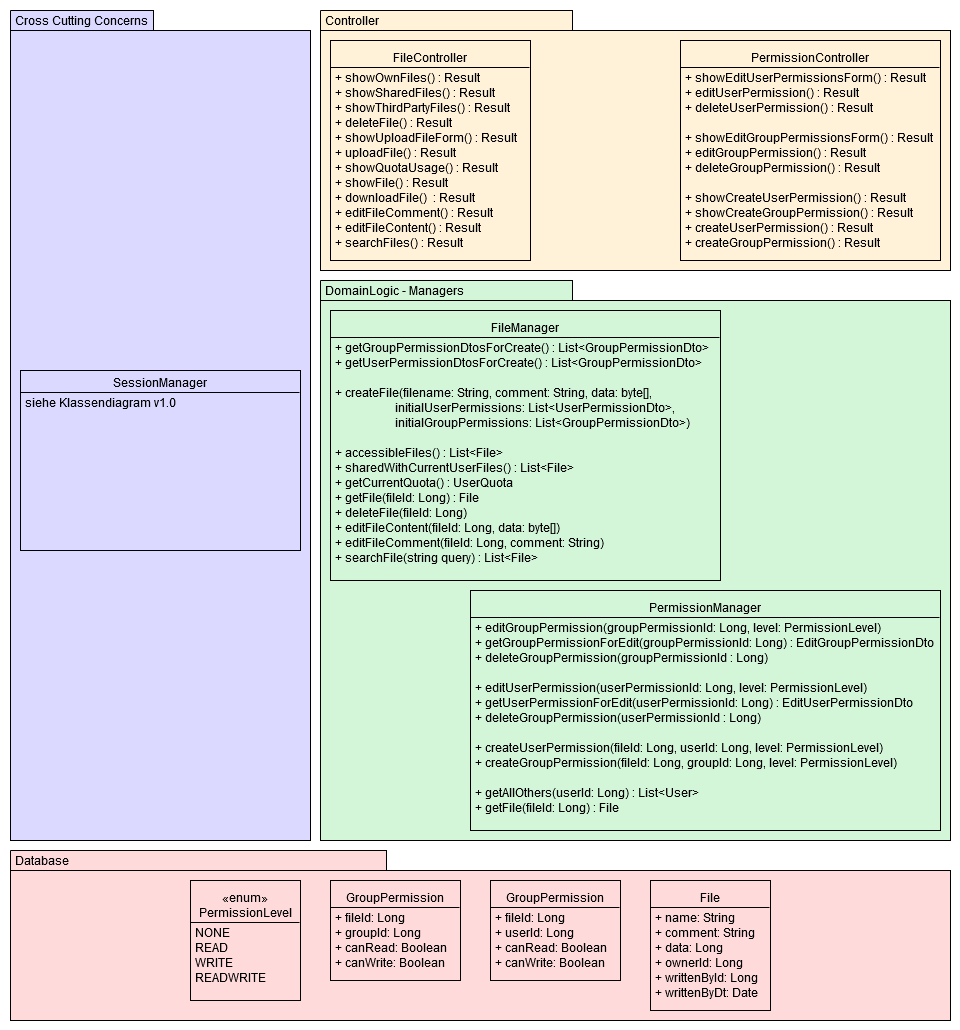 Cross Cutting Concerns
SessionManager
siehe Klassendiagram v1.0
Controller
FileController
+ showOwnFiles() : Result
+ showSharedFiles() : Result
+ showThirdPartyFiles() : Result
+ deleteFile() : Result
+ showUploadFileForm() : Result
+ uploadFile() : Result
+ showQuotaUsage() : Result
+ showFile() : Result
+ downloadFile() : Result
+ editFileComment() : Result
+ editFileContent() : Result
+ searchFiles() : Result
PermissionController
+ showEditUserPermissionsForm() : Result
+ editUserPermission() : Result
+ deleteUserPermission() : Result
+ showEditGroupPermissionsForm() : Result
+ editGroupPermission() : Result
+ deleteGroupPermission() : Result
+ showCreateUserPermission() : Result
+ showCreateGroupPermission() : Result
+ createUserPermission() : Result
+ createGroupPermission() : Result
DomainLogic - Managers
FileManager
+ getGroupPermissionDtosForCreate() : List<GroupPermissionDto>
+ getUserPermissionDtosForCreate() : List<GroupPermissionDto>
+ createFile(filename: String, comment: String, data: byte[],
initialUserPermissions: List<UserPermissionDto>,
initialGroupPermissions: List<GroupPermissionDto>)
+ accessibleFiles() : List<File>
+ sharedWithCurrentUserFiles() : List<File>
+ getCurrentQuota() : UserQuota
+ getFile(fileId: Long) : File
+ deleteFile(fileId: Long)
+ editFileContent(fileId: Long, data: byte[])
+ editFileComment(fileId: Long, comment: String)
+ searchFile(string query) : List<File>
PermissionManager
+ editGroupPermission(groupPermissionId: Long, level: PermissionLevel)
+ getGroupPermissionForEdit(groupPermissionId: Long) : EditGroupPermissionDto
+ deleteGroupPermission(groupPermissionId : Long)
+ editUserPermission(userPermissionId: Long, level: PermissionLevel)
+ getUserPermissionForEdit(userPermissionId: Long) : EditUserPermissionDto
+ deleteGroupPermission(userPermissionId : Long)
+ createUserPermission(fileId: Long, userId: Long, level: PermissionLevel)
+ createGroupPermission(fileId: Long, groupId: Long, level: PermissionLevel)
+ getAllOthers(userId: Long) : List<User>
+ getFile(fileId: Long) : File
Database
«enum»
PermissionLevel
NONE
READ
WRITE
READWRITE
GroupPermission
+ fileId: Long
+ groupId: Long
+ canRead: Boolean
+ canWrite: Boolean
GroupPermission
+ fileId: Long
+ userId: Long
+ canRead: Boolean
+ canWrite: Boolean
File
+ name: String
+ comment: String
+ data: Long
+ ownerId: Long
+ writtenById: Long
+ writtenByDt: Date